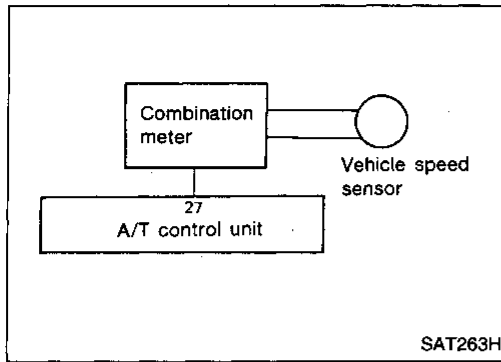 Combination
meter
Vehicle speed
sensor
27
A/T control unit
SAT263H